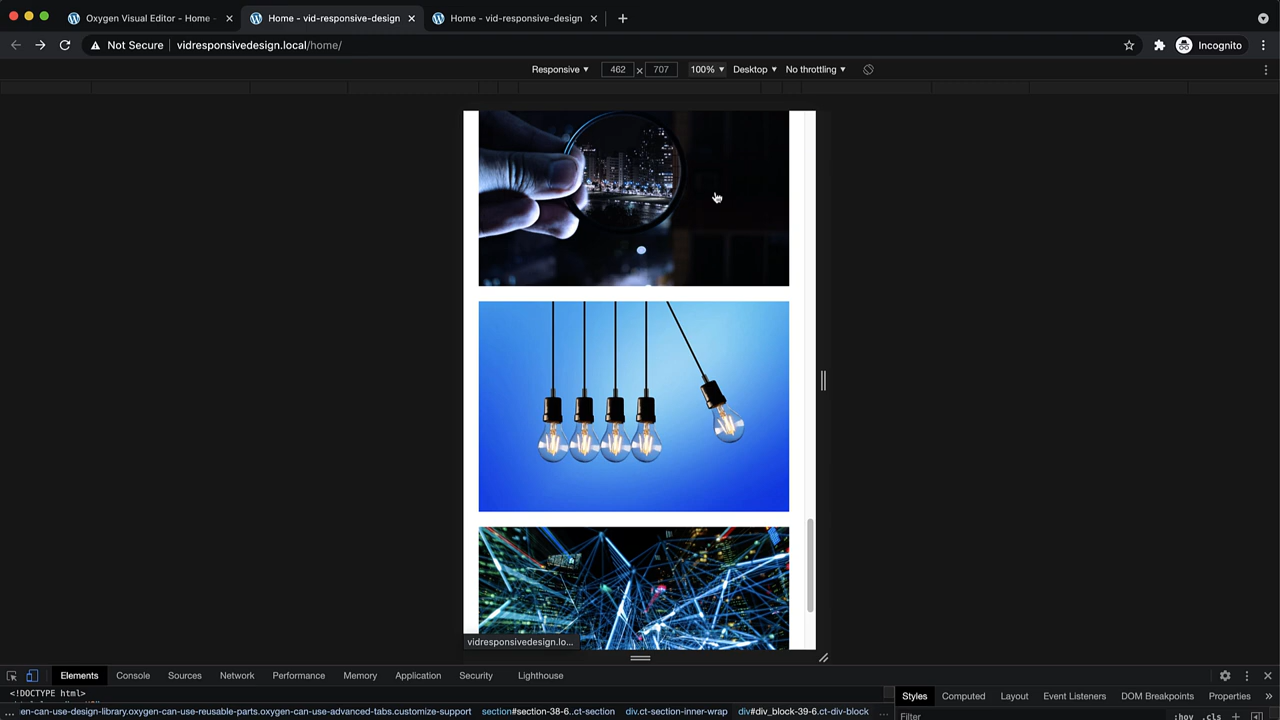 Oxygen Visual Editor - Home -
Home - vid-responsive-design
Home - vid-responsive-design
Not Secure
vidresponsivedesign.local/home/
Incognito
Responsive ▼ 462 × 707 100% ▼ Desktop ▼ No throttling ▼
vidresponsivedesign.lo...
Elements Console Sources Network Performance Memory Application Security Lighthouse
<!DOCTYPE html>
Styles Computed Layout Event Listeners DOM Breakpoints Properties »
... gen-can-use-design-library.oxygen-can-use-reusable-parts.oxygen-can-use-advanced-tabs.customize-support section#section-38-6..ct-section div.ct-section-inner-wrap div#div_block-39-6.ct-div-block ...
Filter :hov .cls +